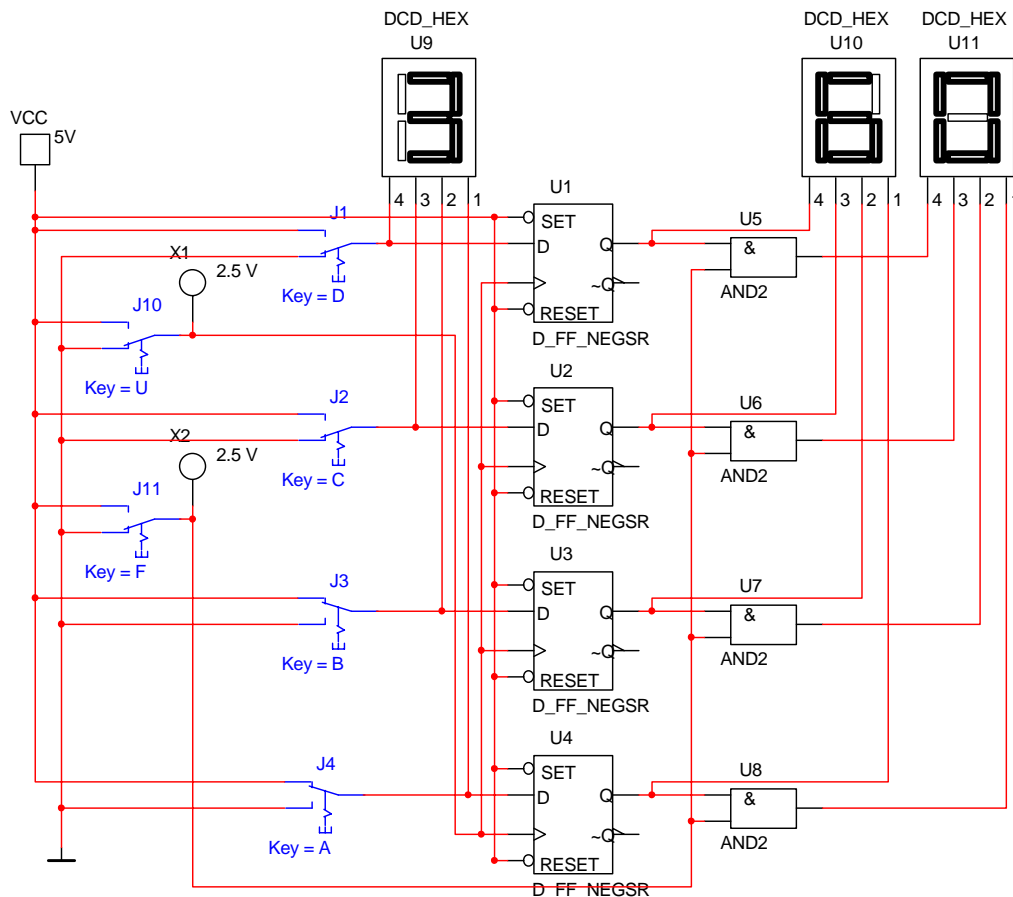 DCD_HEX
U9
DCD_HEX
U10
DCD_HEX
U11
VCC
5V
4 3 2 1
4 3 2 1
4 3 2 1
U1
SET
D
Q
~Q
RESET
D_FF_NEGSR
J1
Key = D
X1
2.5 V
J10
Key = U
U5
&
AND2
U2
SET
D
Q
~Q
RESET
D_FF_NEGSR
J2
Key = C
X2
2.5 V
J11
Key = F
U6
&
AND2
U3
SET
D
Q
~Q
RESET
D_FF_NEGSR
J3
Key = B
U7
&
AND2
U4
SET
D
Q
~Q
RESET
D_FF_NEGSR
J4
Key = A
U8
&
AND2